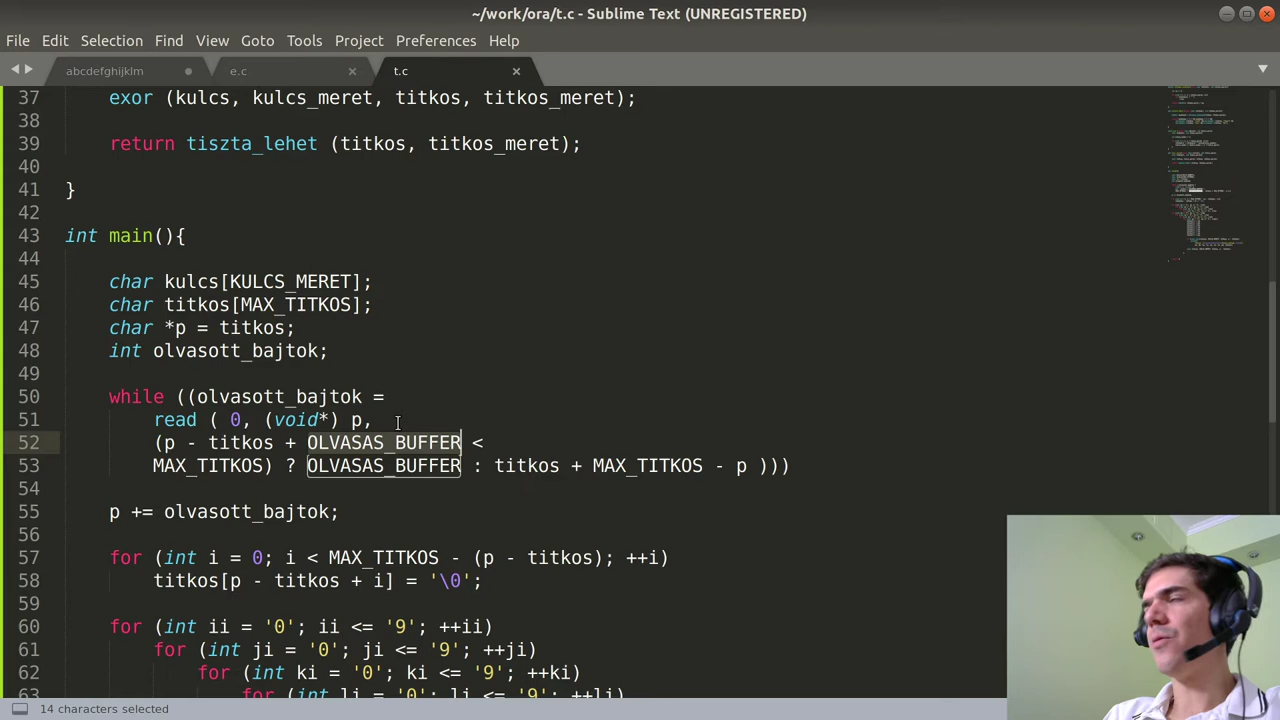 ~/work/ora/t.c - Sublime Text (UNREGISTERED)
File Edit Selection Find View Goto Tools Project Preferences Help
abcdefghijklm e.c t.c
37 exor (kulcs, kulcs_meret, titkos, titkos_meret);
38
39 return tiszta_lehet (titkos, titkos_meret);
40
41 }
42
43 int main(){
44
45 char kulcs[KULCS_MERET];
46 char titkos[MAX_TITKOS];
47 char *p = titkos;
48 int olvasott_bajtok;
49
50 while ((olvasott_bajtok =
51 read ( 0, (void*) p,
52 (p - titkos + OLVASAS_BUFFER <
53 MAX_TITKOS) ? OLVASAS_BUFFER : titkos + MAX_TITKOS - p )))
54
55 p += olvasott_bajtok;
56
57 for (int i = 0; i < MAX_TITKOS - (p - titkos); ++i)
58 titkos[p - titkos + i] = '\0';
59
60 for (int ii = '0'; ii <= '9'; ++ii)
61 for (int ji = '0'; ji <= '9'; ++ji)
62 for (int ki = '0'; ki <= '9'; ++ki)
63 for (int li = '0'; li <= '9'; ++li)
14 characters selected